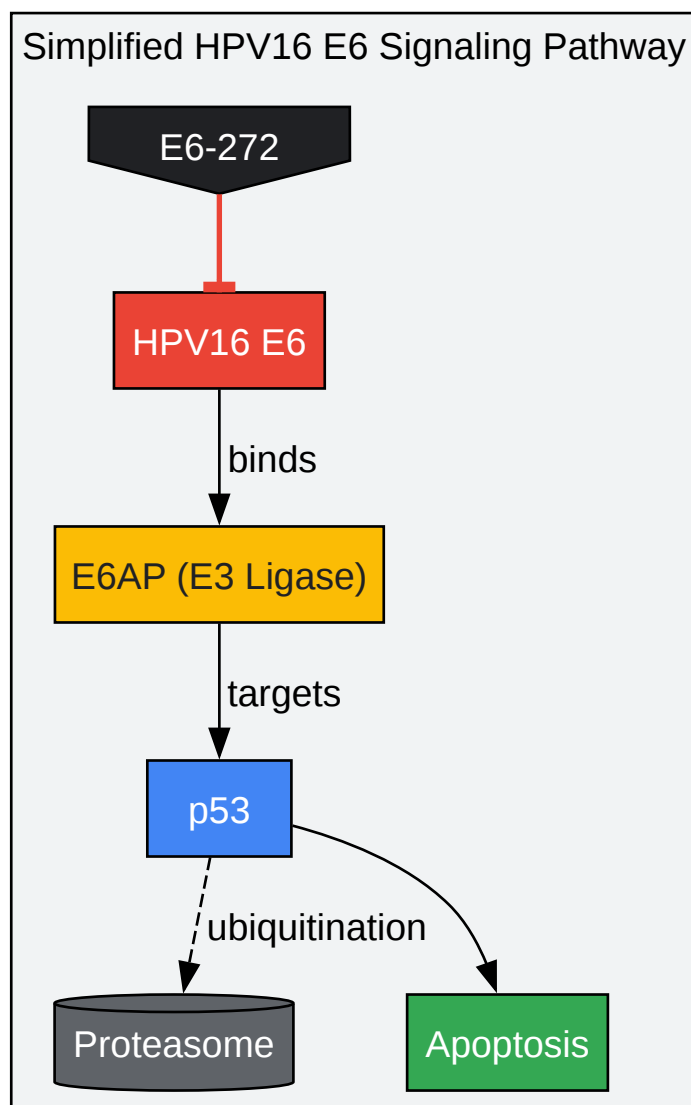 Simplified HPV16 E6 Signaling Pathway
E6-272
HPV16 E6
binds
E6AP (E3 Ligase)
targets
p53
ubiquitination
Proteasome
Apoptosis